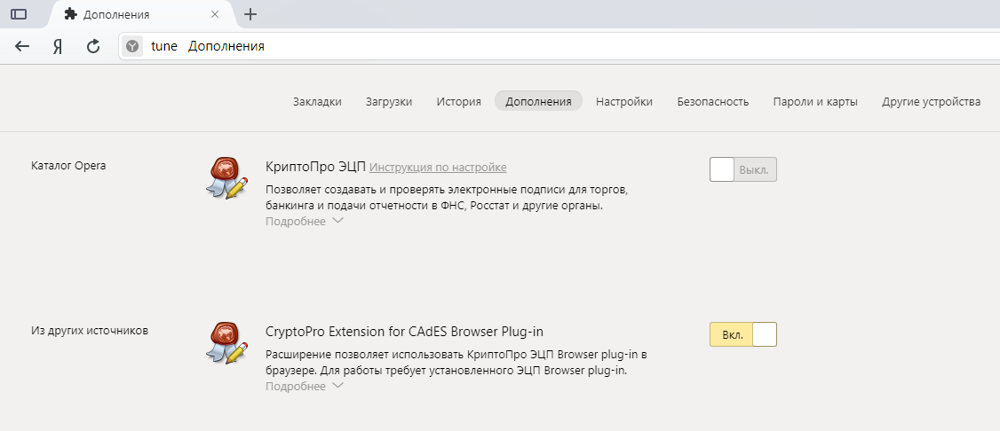 Дополнения
tune Дополнения
Закладки Загрузки История Дополнения Настройки Безопасность Пароли и карты Другие устройства
Каталог Opera
КриптоПро ЭЦП Инструкция по настройке
Выкл.
Позволяет создавать и проверять электронные подписи для торгов,
банкинга и подачи отчетности в ФНС, Росстат и другие органы.
Подробнее
Из других источников
CryptoPro Extension for CAdES Browser Plug-in
Вкл.
Расширение позволяет использовать КриптоПро ЭЦП Browser plug-in в
браузере. Для работы требует установленного ЭЦП Browser plug-in.
Подробнее